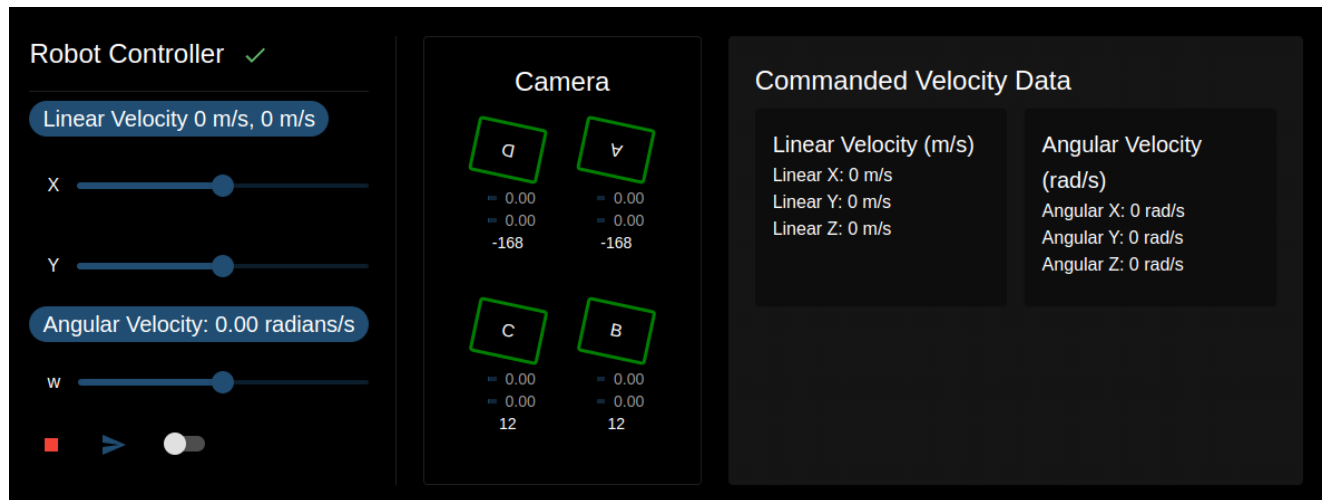 Robot Controller
Linear Velocity 0 m/s, 0 m/s
X
Y
Angular Velocity: 0.00 radians/s
w
Camera
D A
0.00 0.00
0.00 0.00
-168 -168
C B
0.00 0.00
0.00 0.00
12 12
Commanded Velocity Data
Linear Velocity (m/s)
Linear X: 0 m/s
Linear Y: 0 m/s
Linear Z: 0 m/s
Angular Velocity
(rad/s)
Angular X: 0 rad/s
Angular Y: 0 rad/s
Angular Z: 0 rad/s